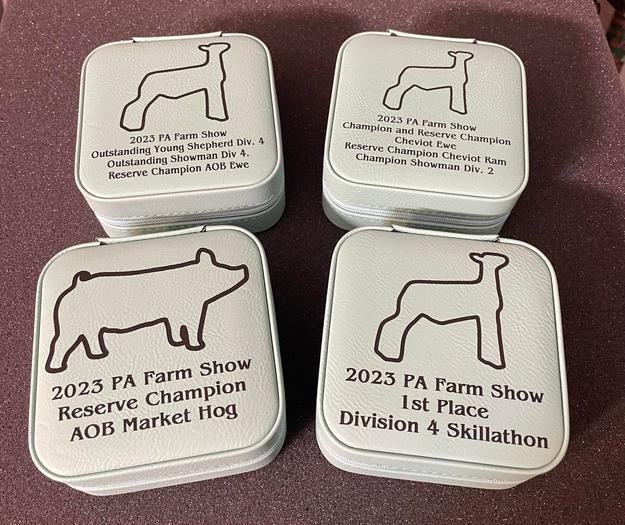 2023 PA Farm Show
Outstanding Young Shepherd Div. 4
Outstanding Showman Div 4.
Reserve Champion AOB Ewe
2023 PA Farm Show
Champion and Reserve Champion
Cheviot Ewe
Reserve Champion Cheviot Ram
Champion Showman Div. 2
2023 PA Farm Show
Reserve Champion
AOB Market Hog
2023 PA Farm Show
1st Place
Division 4 Skillathon